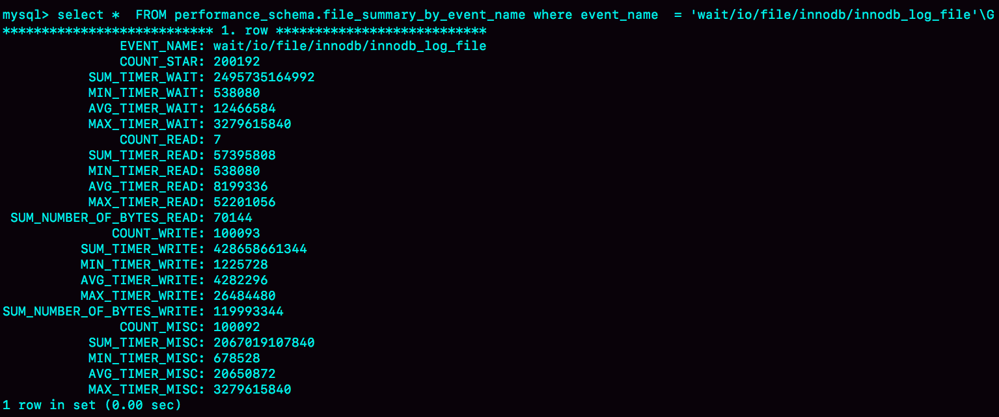 mysql> select *  FROM performance_schema.file_summary_by_event_name where event_name  = 'wait/io/file/innodb/innodb_log_file'\G
*************************** 1. row ***************************
EVENT_NAME: wait/io/file/innodb/innodb_log_file
COUNT_STAR: 200192
SUM_TIMER_WAIT: 2495735164992
MIN_TIMER_WAIT: 538080
AVG_TIMER_WAIT: 12466584
MAX_TIMER_WAIT: 3279615840
COUNT_READ: 7
SUM_TIMER_READ: 57395808
MIN_TIMER_READ: 538080
AVG_TIMER_READ: 8199336
MAX_TIMER_READ: 52201056
SUM_NUMBER_OF_BYTES_READ: 70144
COUNT_WRITE: 100093
SUM_TIMER_WRITE: 428658661344
MIN_TIMER_WRITE: 1225728
AVG_TIMER_WRITE: 4282296
MAX_TIMER_WRITE: 26484480
SUM_NUMBER_OF_BYTES_WRITE: 119993344
COUNT_MISC: 100092
SUM_TIMER_MISC: 2067019107840
MIN_TIMER_MISC: 678528
AVG_TIMER_MISC: 20650872
MAX_TIMER_MISC: 3279615840
1 row in set (0.00 sec)